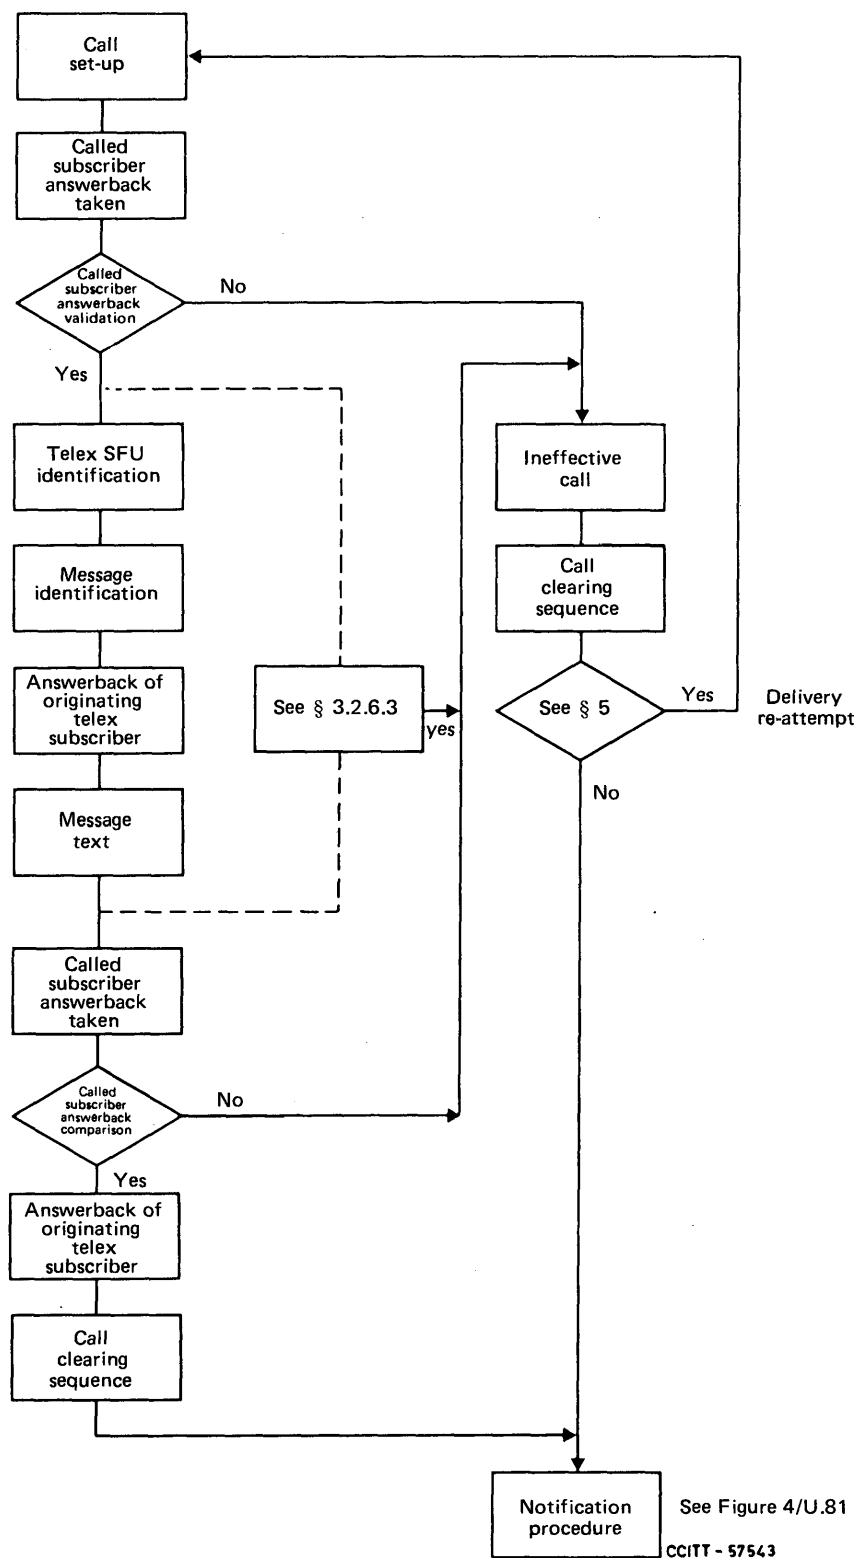 Call
set-up
Called
subscriber
answerback
taken
Called
subscriber
answerback
validation
No
Yes
Telex SFU
identification
Message
identification
Answerback of
originating
telex
subscriber
Message
text
See § 3.2.6.3
yes
Ineffective
call
Call
clearing
sequence
See § 5
Yes
Delivery
re-attempt
No
Called
subscriber
answerback
taken
Called
subscriber
answerback
comparison
No
Yes
Answerback of
originating
telex
subscriber
Call
clearing
sequence
Notification
procedure
See Figure 4/U.81
CCITT - 57543